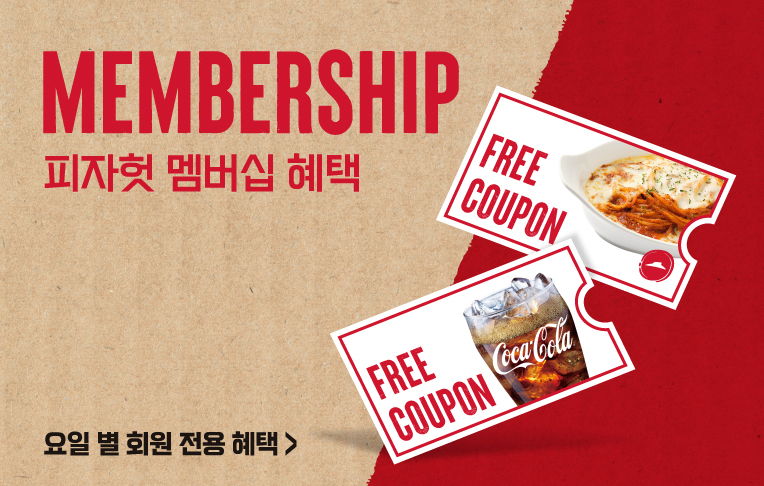 MEMBERSHIP
피자헛 멤버십 혜택
FREE
COUPON
FREE
COUPON
Coca-Cola
요일 별 회원 전용 혜택 >